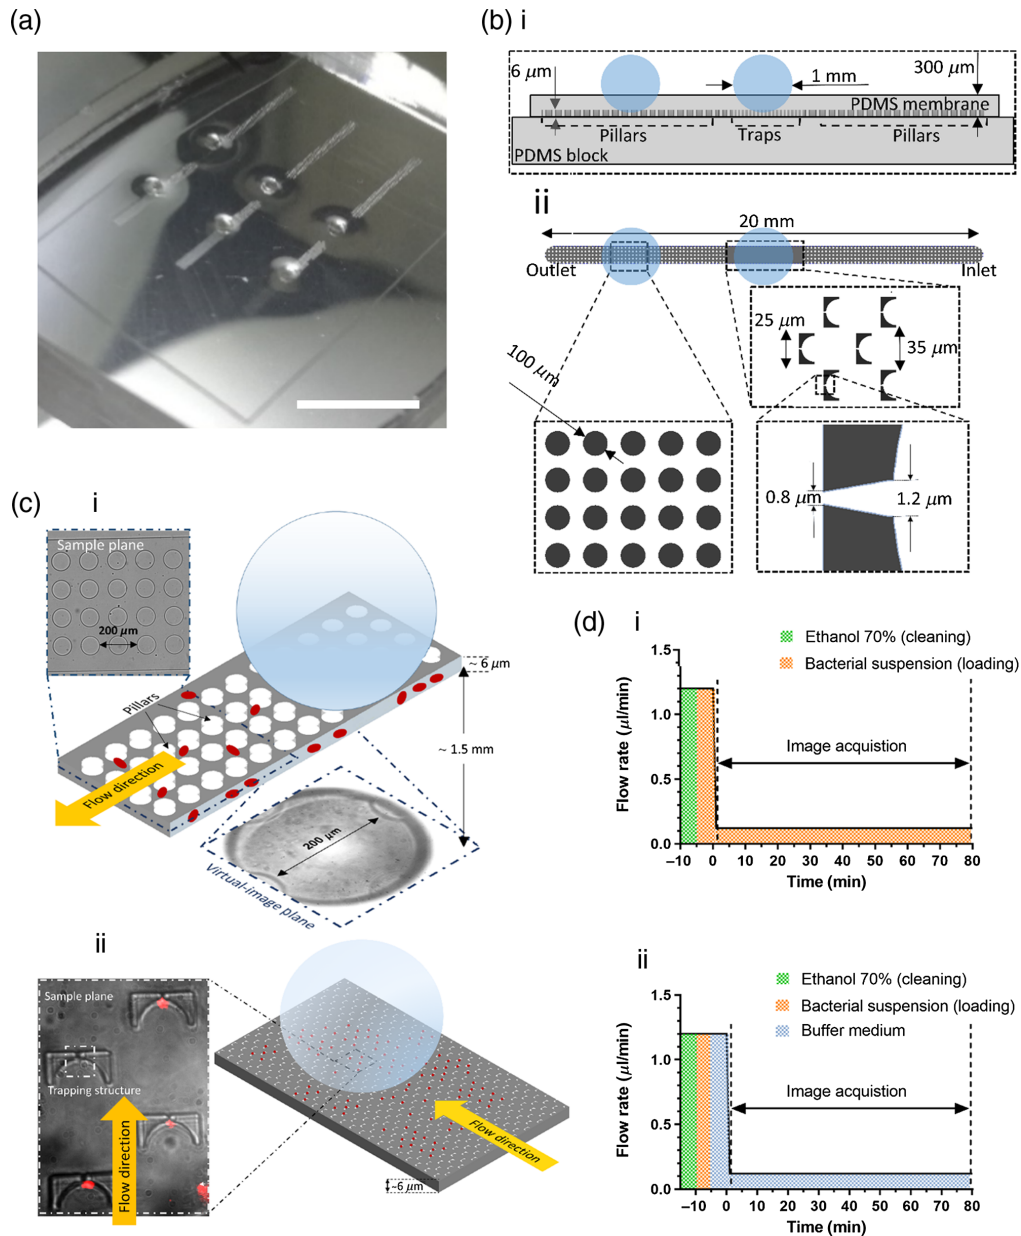 (a)
(b) i
6 μm
1 mm
300 μm
PDMS membrane
Pillars
Traps
Pillars
PDMS block
ii
20 mm
Outlet
Inlet
25 μm
35 μm
100 μm
0.8 μm
1.2 μm
(c) i
Sample plane
200 μm
Pillars
~ 6 μm
~ 1.5 mm
Flow direction
200 μm
Virtual-image plane
ii
Sample plane
Trapping structure
Flow direction
Flow direction
~6 μm
(d) i
Ethanol 70% (cleaning)
Bacterial suspension (loading)
Flow rate (μl/min)
1.5
1.0
0.5
0.0
Image acquistion
−10 0 10 20 30 40 50 60 70 80
Time (min)
ii
Ethanol 70% (cleaning)
Bacterial suspension (loading)
Buffer medium
Flow rate (μl/min)
1.5
1.0
0.5
0.0
Image acquistion
−10 0 10 20 30 40 50 60 70 80
Time (min)